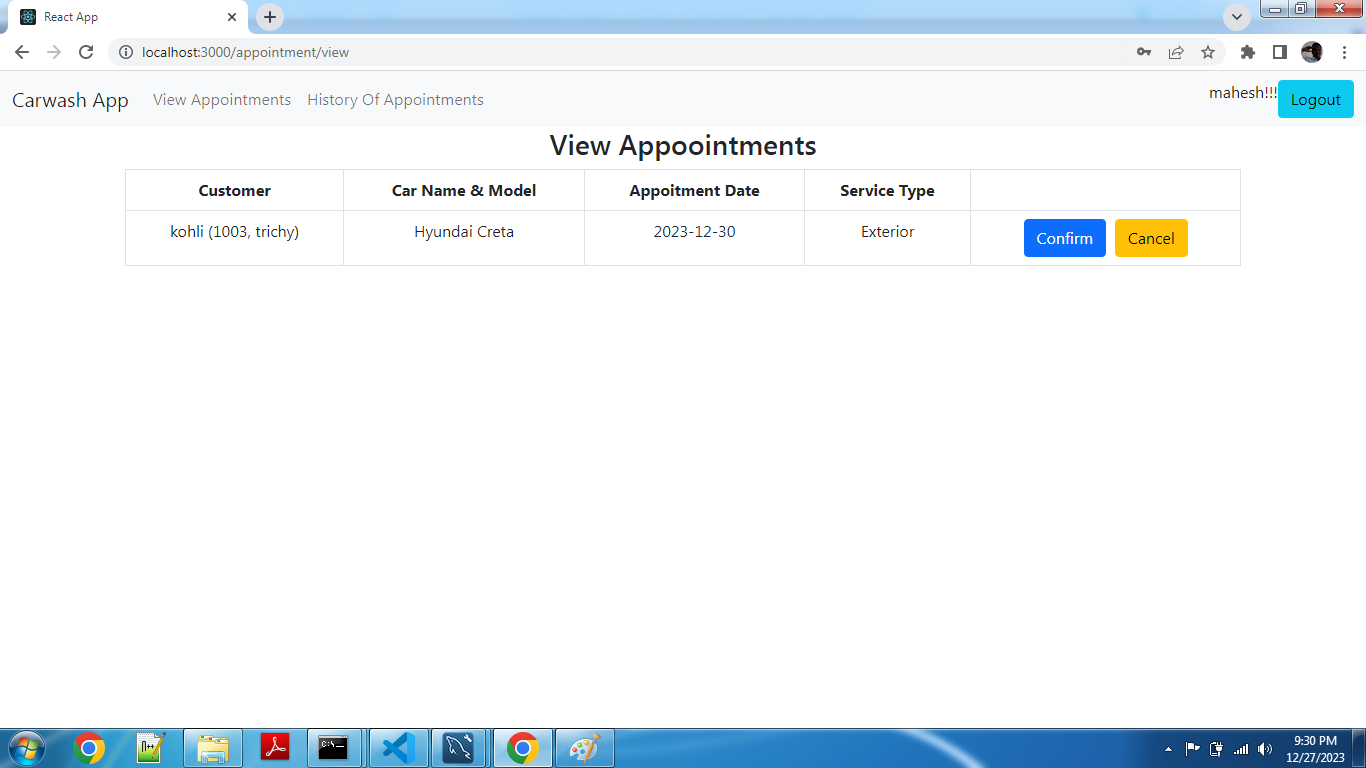 React App
localhost:3000/appointment/view
Carwash App View Appointments History Of Appointments mahesh!!! Logout
View Appoointments
Customer Car Name & Model Appoitment Date Service Type
kohli (1003, trichy) Hyundai Creta 2023-12-30 Exterior Confirm Cancel
9:30 PM
12/27/2023